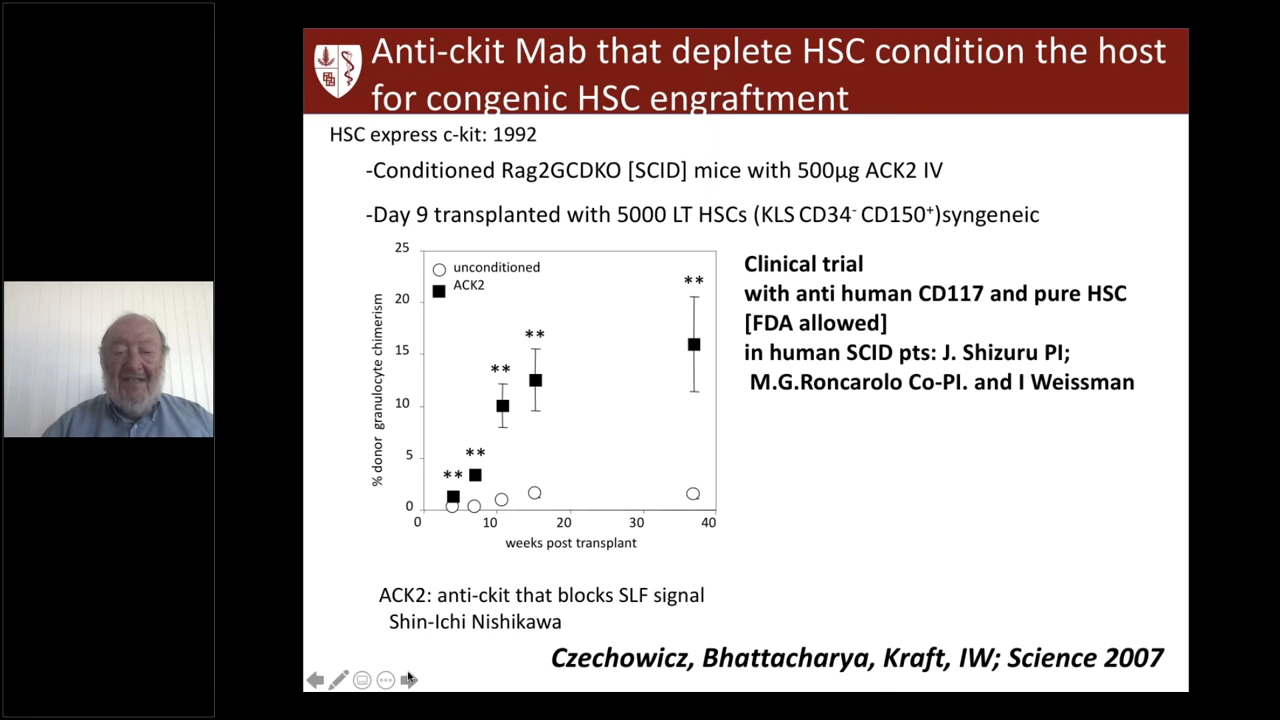 Anti-ckit Mab that deplete HSC condition the host
for congenic HSC engraftment
HSC express c-kit: 1992
-Conditioned Rag2GCDKO [SCID] mice with 500µg ACK2 IV
-Day 9 transplanted with 5000 LT HSCs (KLS CD34- CD150+)syngeneic
25
20
15
10
5
0
% donor granulocyte chimerism
unconditioned
ACK2
**
**
**
**
**
0 10 20 30 40
weeks post transplant
Clinical trial
with anti human CD117 and pure HSC
[FDA allowed]
in human SCID pts: J. Shizuru PI;
M.G.Roncarolo Co-PI. and I Weissman
ACK2: anti-ckit that blocks SLF signal
Shin-Ichi Nishikawa
Czechowicz, Bhattacharya, Kraft, IW; Science 2007